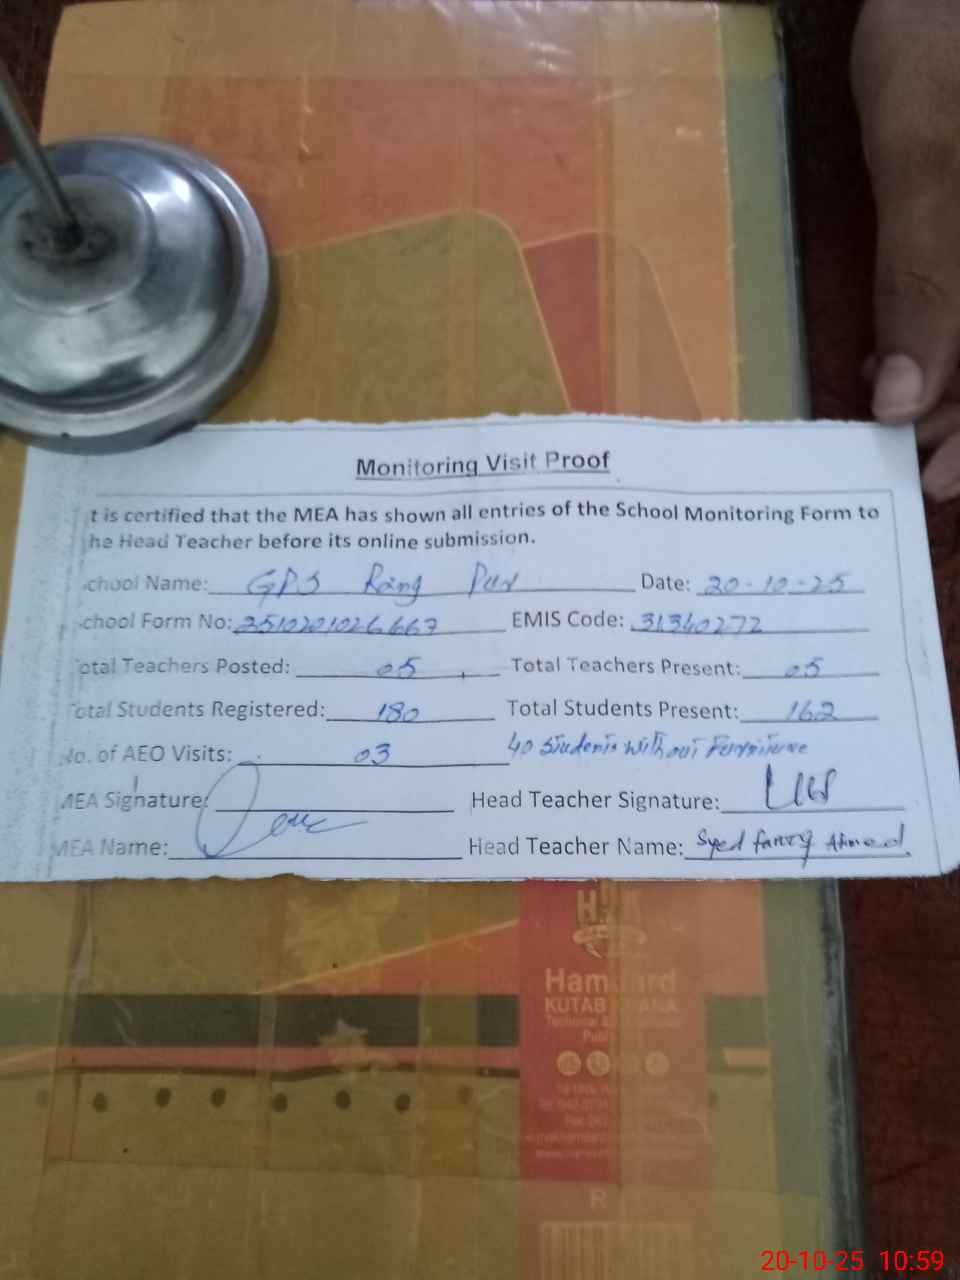 Monitoring Visit Proof
t is certified that the MEA has shown all entries of the School Monitoring Form to
he Head Teacher before its online submission.
chool Name: GPS Rang Pur Date: 20-10-25
chool Form No: 2510201026667 EMIS Code: 31340272
otal Teachers Posted: 05 Total Teachers Present: 05
Total Students Registered: 180 Total Students Present: 162
No. of AEO Visits: 03 40 Students without Furniture
MEA Signature: Head Teacher Signature:
MEA Name: Head Teacher Name: Syed Farooq Ahmed
Hamdard
KUTAB
R
20-10-25 10:59